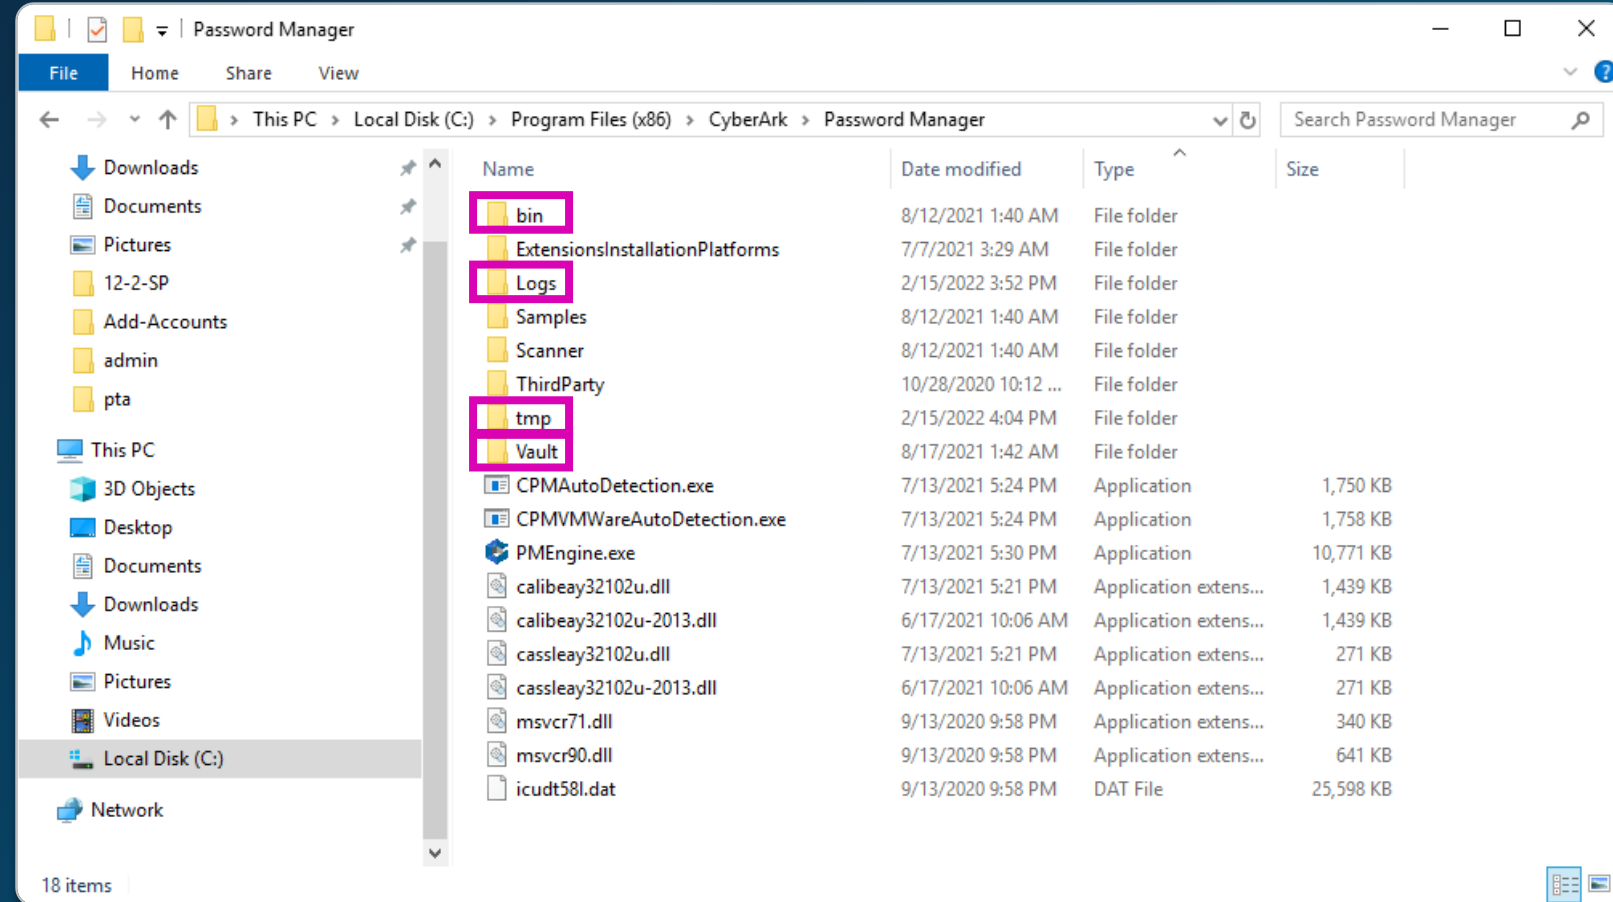 Password Manager
File Home Share View
This PC Local Disk (C:) Program Files (x86) CyberArk Password Manager
Search Password Manager
Downloads
Documents
Pictures
12-2-SP
Add-Accounts
admin
pta
This PC
3D Objects
Desktop
Documents
Downloads
Music
Pictures
Videos
Local Disk (C:)
Network
Name Date modified Type Size
bin 8/12/2021 1:40 AM File folder
ExtensionsInstallationPlatforms 7/7/2021 3:29 AM File folder
Logs 2/15/2022 3:52 PM File folder
Samples 8/12/2021 1:40 AM File folder
Scanner 8/12/2021 1:40 AM File folder
ThirdParty 10/28/2020 10:12 ... File folder
tmp 2/15/2022 4:04 PM File folder
Vault 8/17/2021 1:42 AM File folder
CPMAutoDetection.exe 7/13/2021 5:24 PM Application 1,750 KB
CPMVMWareAutoDetection.exe 7/13/2021 5:24 PM Application 1,758 KB
PMEngine.exe 7/13/2021 5:30 PM Application 10,771 KB
calibeay32102u.dll 7/13/2021 5:21 PM Application extens... 1,439 KB
calibeay32102u-2013.dll 6/17/2021 10:06 AM Application extens... 1,439 KB
cassleay32102u.dll 7/13/2021 5:21 PM Application extens... 271 KB
cassleay32102u-2013.dll 6/17/2021 10:06 AM Application extens... 271 KB
msvcr71.dll 9/13/2020 9:58 PM Application extens... 340 KB
msvcr90.dll 9/13/2020 9:58 PM Application extens... 641 KB
icudt58l.dat 9/13/2020 9:58 PM DAT File 25,598 KB
18 items